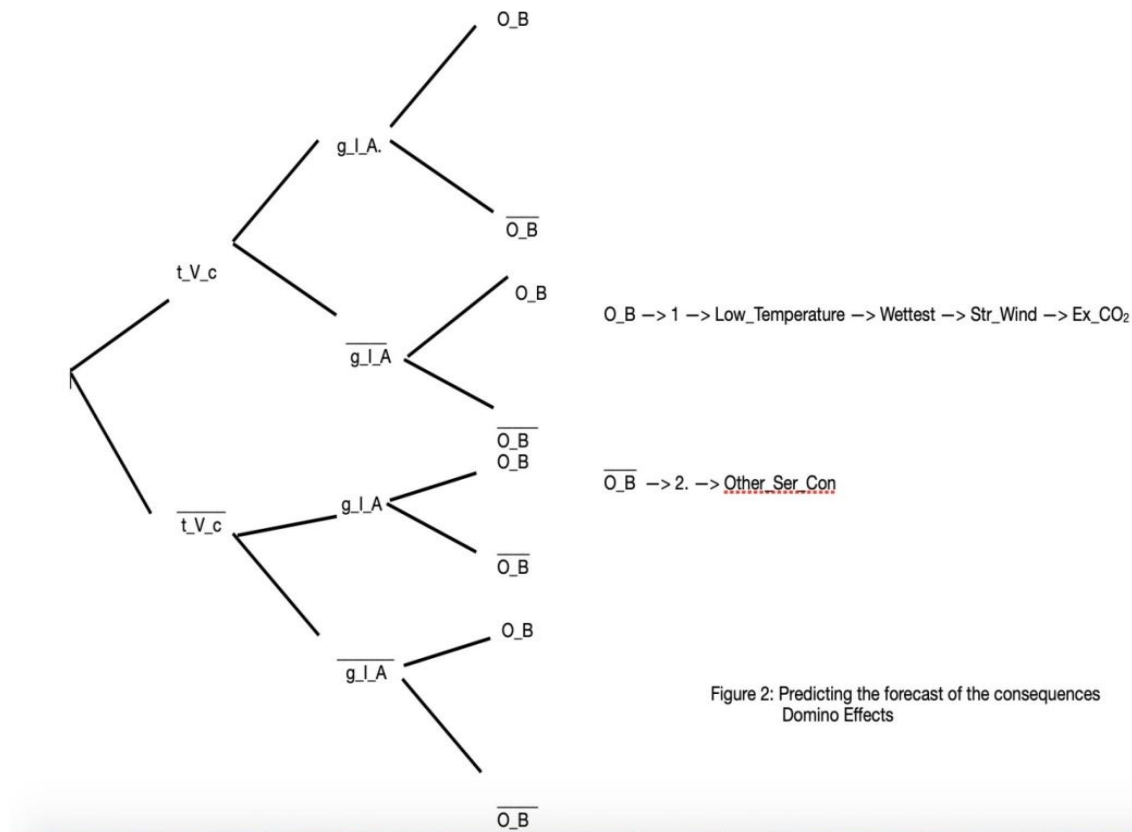 O_B
g_I_A.
O_B
t_V_c
O_B
O_B —> 1 —> Low_Temperature —> Wettest —> Str_Wind —> Ex_CO₂
g_I_A
O_B
O_B
O_B —> 2. —> Other_Ser_Con
g_I_A
t_V_c
O_B
O_B
g_I_A
Figure 2: Predicting the forecast of the consequences
Domino Effects
O_B